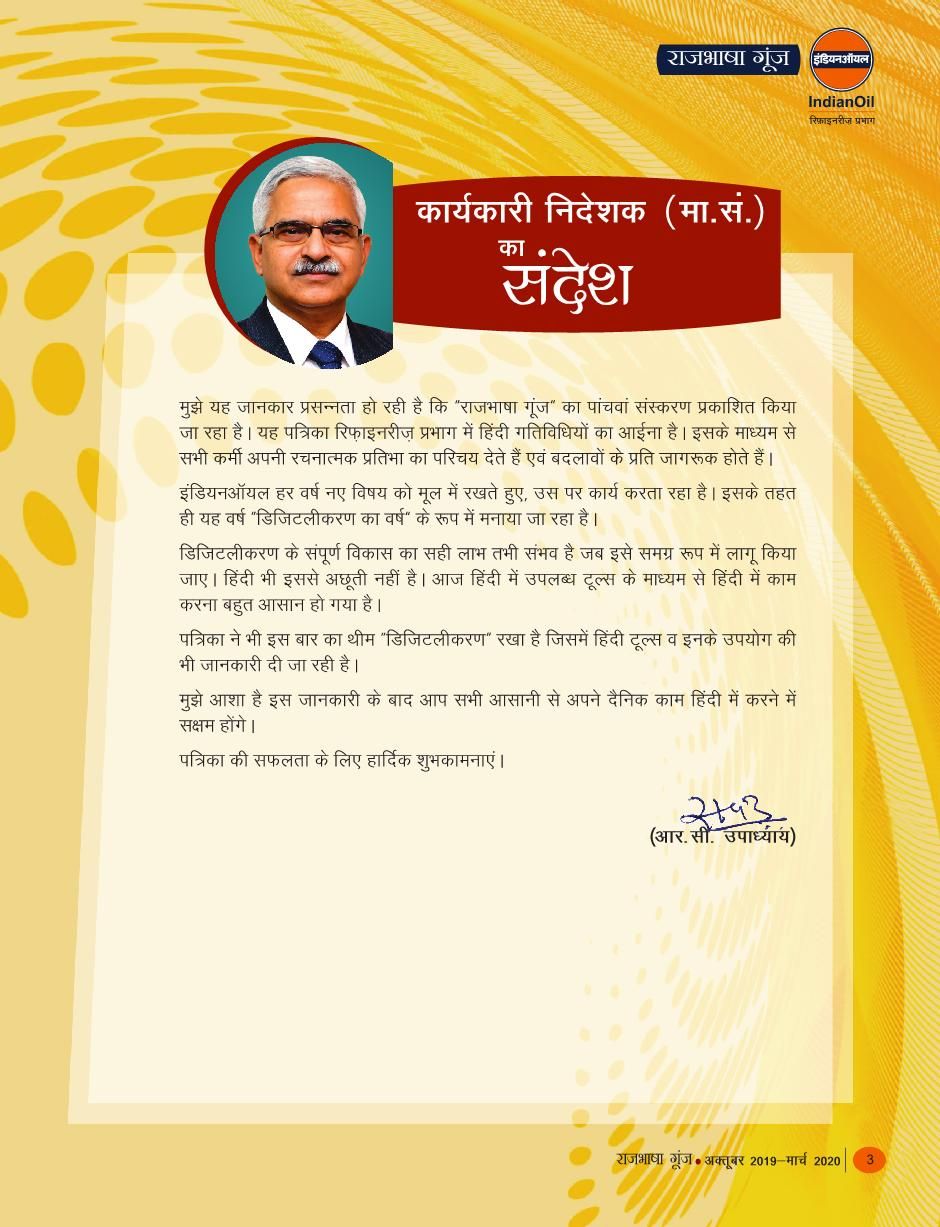 राजभाषा गूंज
इंडियनऑयल
IndianOil
रिफ़ाइनरीज़ प्रभाग
कार्यकारी निदेशक (मा.सं.)
का
संदेश
मुझे यह जानकार प्रसन्नता हो रही है कि "राजभाषा गूंज" का पांचवां संस्करण प्रकाशित किया
जा रहा है। यह पत्रिका रिफ़ाइनरीज़ प्रभाग में हिंदी गतिविधियों का आईना है। इसके माध्यम से
सभी कर्मी अपनी रचनात्मक प्रतिभा का परिचय देते हैं एवं बदलावों के प्रति जागरूक होते हैं।
इंडियनऑयल हर वर्ष नए विषय को मूल में रखते हुए, उस पर कार्य करता रहा है। इसके तहत
ही यह वर्ष "डिजिटलीकरण का वर्ष" के रूप में मनाया जा रहा है।
डिजिटलीकरण के संपूर्ण विकास का सही लाभ तभी संभव है जब इसे समग्र रूप में लागू किया
जाए। हिंदी भी इससे अछूती नहीं है। आज हिंदी में उपलब्ध टूल्स के माध्यम से हिंदी में काम
करना बहुत आसान हो गया है।
पत्रिका ने भी इस बार का थीम "डिजिटलीकरण" रखा है जिसमें हिंदी टूल्स व इनके उपयोग की
भी जानकारी दी जा रही है।
मुझे आशा है इस जानकारी के बाद आप सभी आसानी से अपने दैनिक काम हिंदी में करने में
सक्षम होंगे।
पत्रिका की सफलता के लिए हार्दिक शुभकामनाएं।
(आर.सी. उपाध्याय)
राजभाषा गूंज • अक्तूबर 2019–मार्च 2020 3